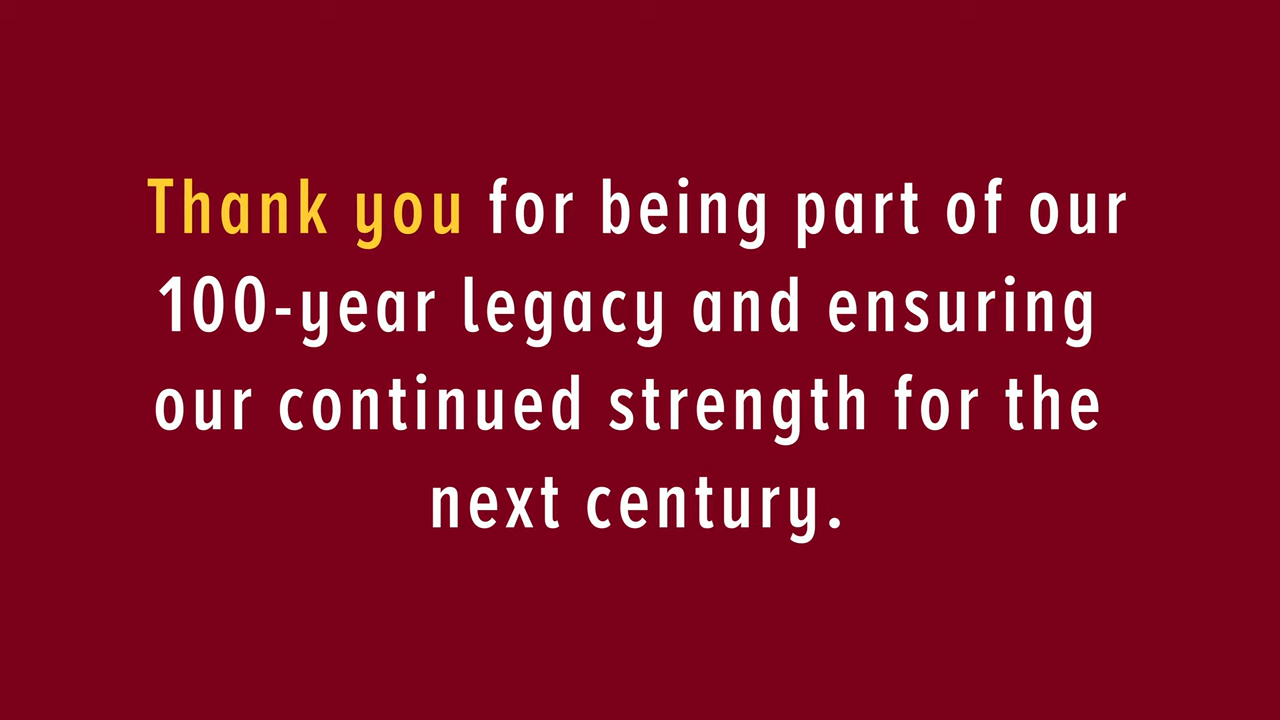 Thank you for being part of our
100-year legacy and ensuring
our continued strength for the
next century.